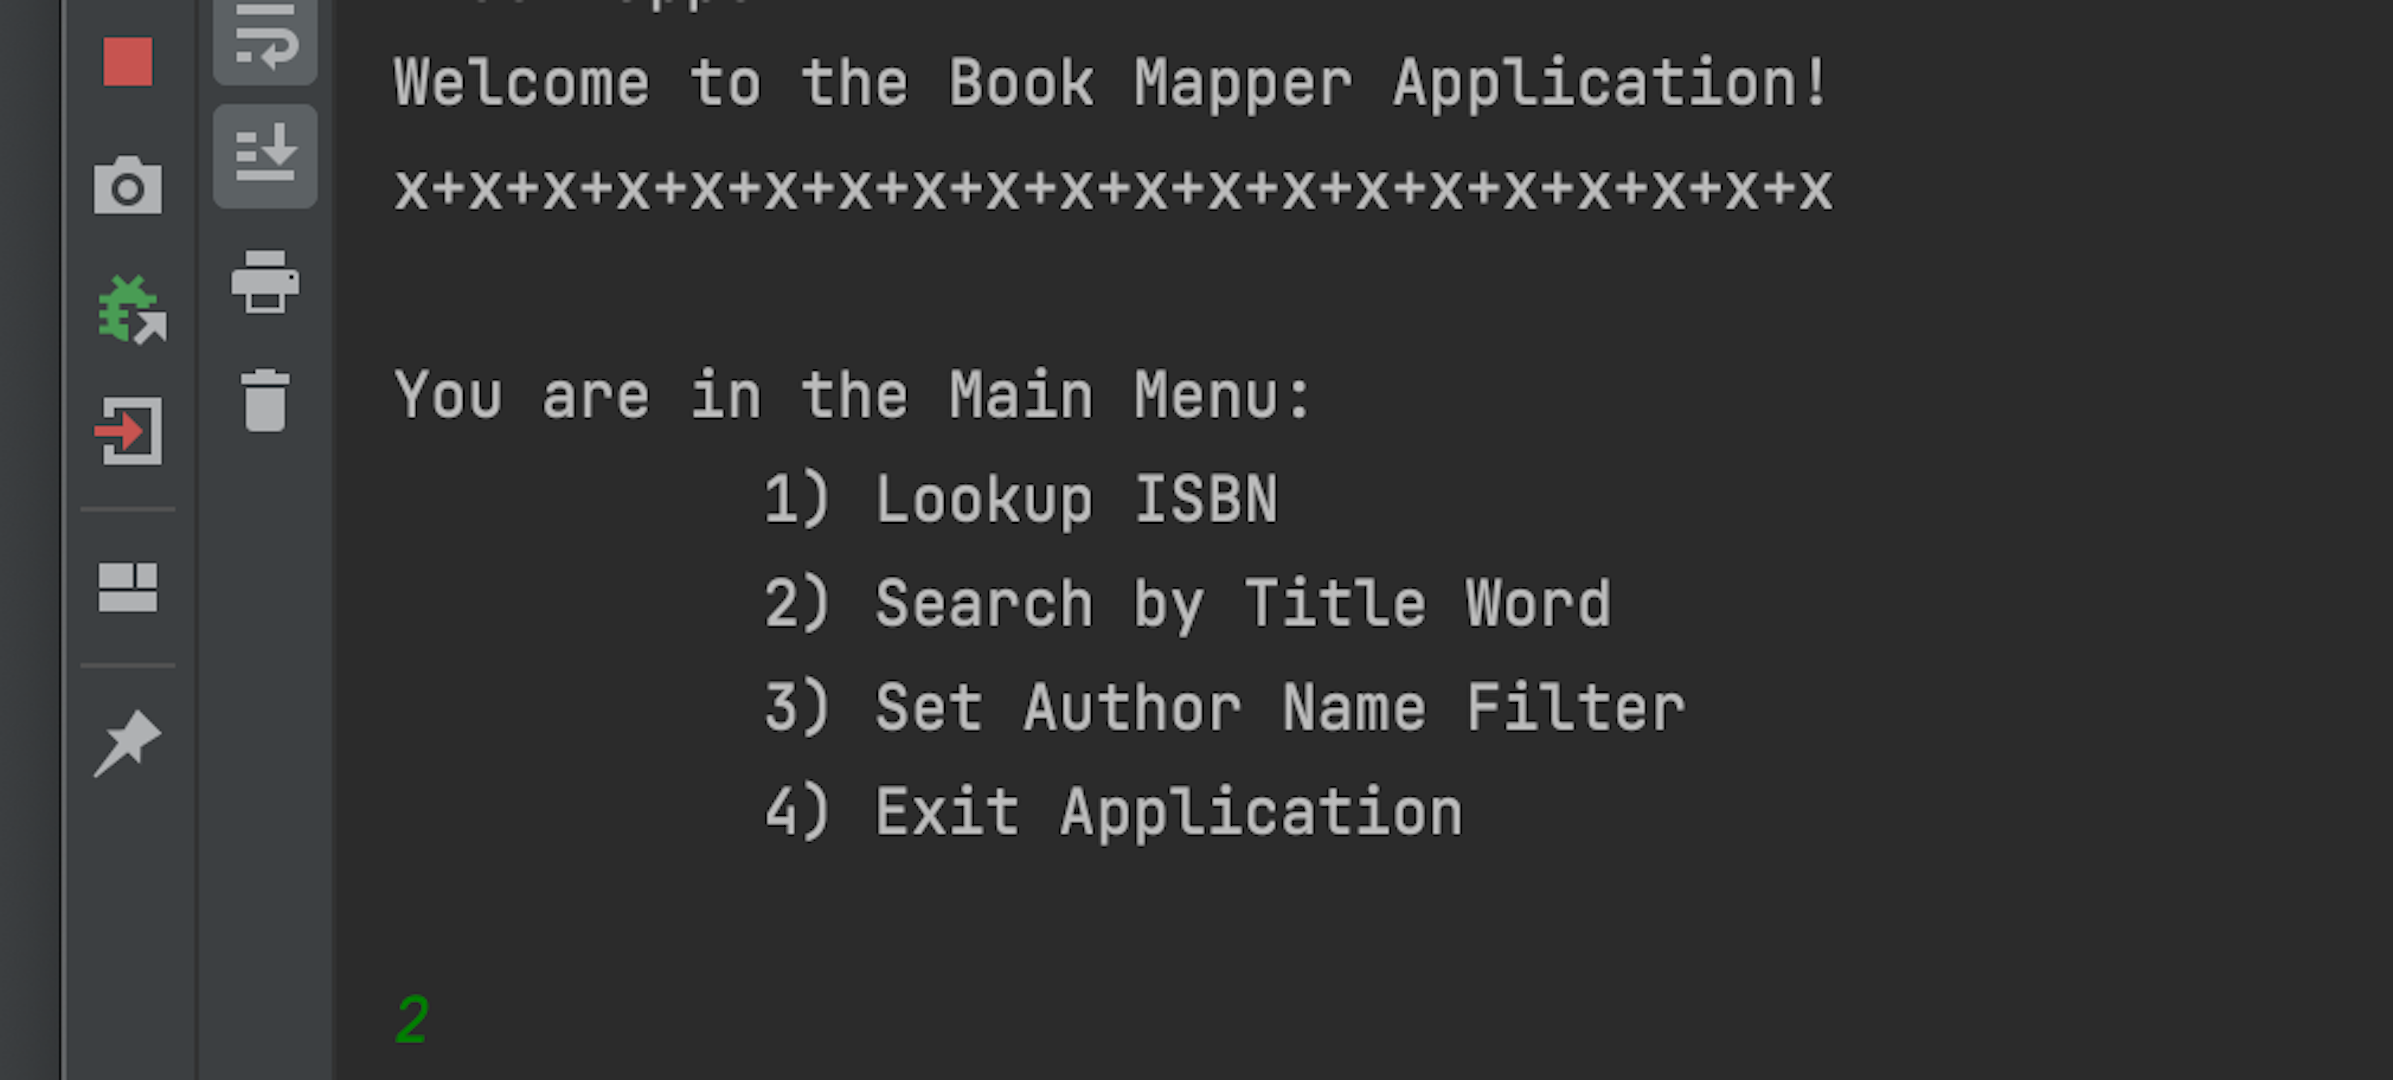 Welcome to the Book Mapper Application!
x+x+x+x+x+x+x+x+x+x+x+x+x+x+x+x+x+x+x+x
You are in the Main Menu:
1) Lookup ISBN
2) Search by Title Word
3) Set Author Name Filter
4) Exit Application
2